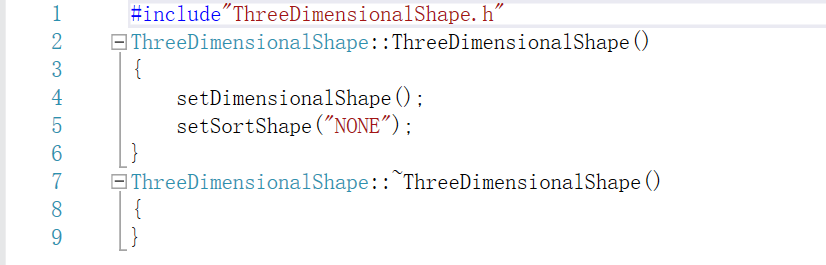 1 #include"ThreeDimensionalShape.h"
2 ThreeDimensionalShape::ThreeDimensionalShape()
3 {
4 setDimensionalShape();
5 setSortShape("NONE");
6 }
7 ThreeDimensionalShape::~ThreeDimensionalShape()
8 {
9 }